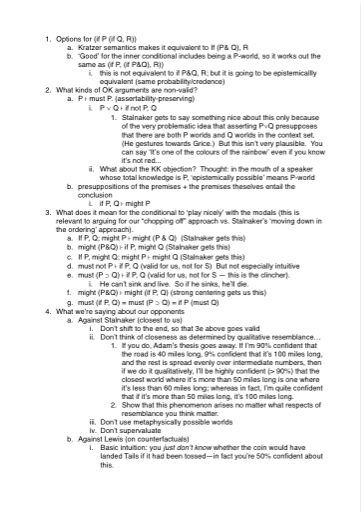 1. Options for (if P (if Q, R))
a. Kratzer semantics makes it equivalent to If (P& Q), R
b. 'Good' for the inner conditional includes being a P-world, so it works out the
same as (if P, (if P&Q), R))
i. this is not equivalent to if P&Q, R; but it is going to be epistemicallly
equivalent (same probability/credence)
2. What kinds of OK arguments are non-valid?
a. P ⊦ must P. (assertability-preserving)
i. P ∨ Q ⊦ if not P, Q
1. Stalnaker gets to say something nice about this only because
of the very problematic idea that asserting P∨Q presupposes
that there are both P worlds and Q worlds in the context set.
(He gestures towards Grice.) But this isn't very plausible. You
can say 'It's one of the colours of the rainbow' even if you know
it's not red...
ii. What about the KK objection? Thought: in the mouth of a speaker
whose total knowledge is P, 'epistemically possible' means P-world
b. presuppositions of the premises + the premises theselves entail the
conclusion
i. if P, Q ⊦ might P
3. What does it mean for the conditional to 'play nicely' with the modals (this is
relevant to arguing for our "chopping off" approach vs. Stalnaker's 'moving down in
the ordering' approach).
a. If P, Q; might P ⊦ might (P & Q) (Stalnaker gets this)
b. might (P&Q) ⊦ if P, might Q (Stalnaker gets this)
c. If P, might Q; might P ⊦ might Q (Stalnaker gets this)
d. must not P ⊦ if P, Q (valid for us, not for S) But not especially intuitive
e. must (P ⊃ Q) ⊦ if P, Q (valid for us, not for S — this is the clincher).
i. He can't sink and live. So if he sinks, he'll die.
f. might (P&Q) ⊦ might (if P, Q) (strong centering gets us this)
g. must (if P, Q) = must (P ⊃ Q) = if P (must Q)
4. What we're saying about our opponents
a. Against Stalnaker (closest to us)
i. Don't shift to the end, so that 3e above goes valid
ii. Don't think of closeness as determined by qualitative resemblance…
1. If you do, Adam's thesis goes away. If I'm 90% confident that
the road is 40 miles long, 9% confident that it's 100 miles long,
and the rest is spread evenly over intermediate numbers, then
if we do it qualitatively, I'll be highly confident (> 90%) that the
closest world where it's more than 50 miles long is one where
it's less than 60 miles long; whereas in fact, I'm quite confident
that if it's more than 50 miles long, it's 100 miles long.
2. Show that this phenomenon arises no matter what respects of
resemblance you think matter.
iii. Don't use metaphysically possible worlds
iv. Don't supervaluate
b. Against Lewis (on counterfactuals)
i. Basic intuition: you just don't know whether the coin would have
landed Tails if it had been tossed—in fact you're 50% confident about
this.